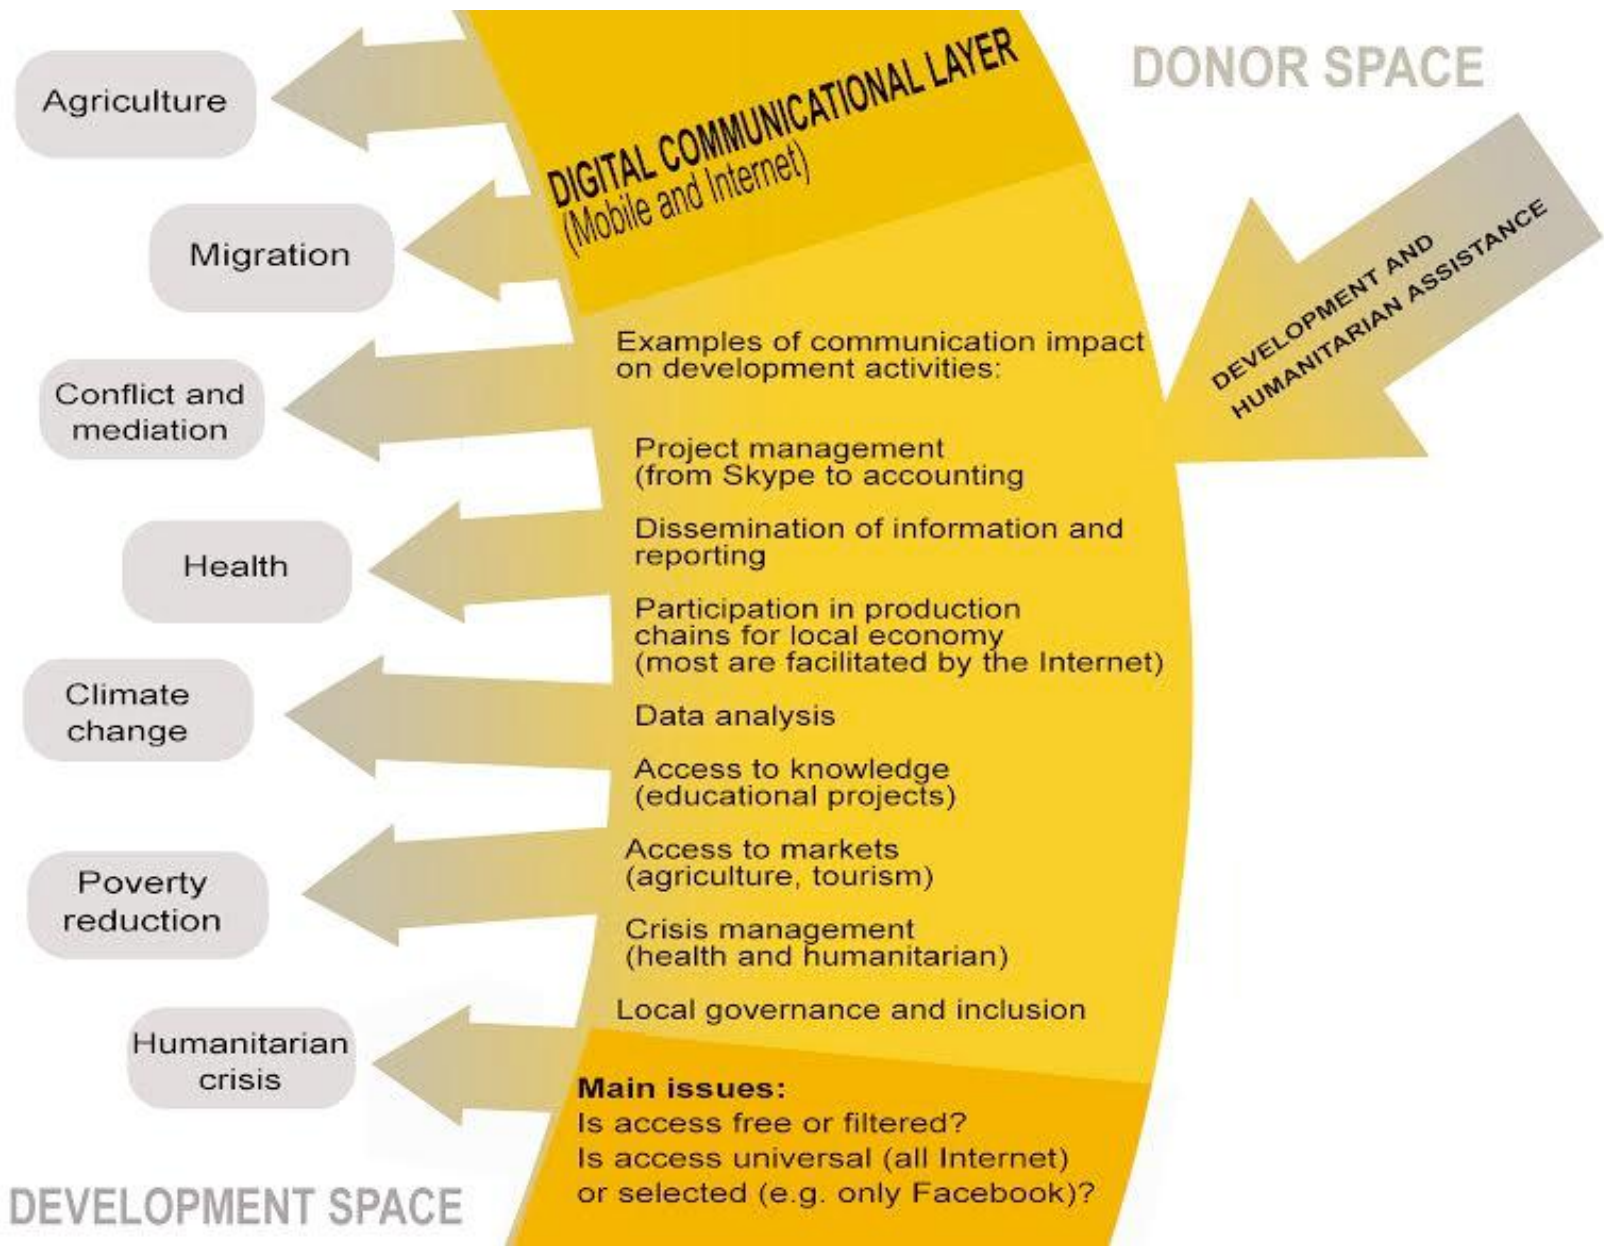 DONOR SPACE
DIGITAL COMMUNICATIONAL LAYER
(Mobile and Internet)
DEVELOPMENT AND
HUMANITARIAN ASSISTANCE
Agriculture
Migration
Conflict and
mediation
Health
Climate
change
Poverty
reduction
Humanitarian
crisis
Examples of communication impact
on development activities:
Project management
(from Skype to accounting
Dissemination of information and
reporting
Participation in production
chains for local economy
(most are facilitated by the Internet)
Data analysis
Access to knowledge
(educational projects)
Access to markets
(agriculture, tourism)
Crisis management
(health and humanitarian)
Local governance and inclusion
Main issues:
Is access free or filtered?
Is access universal (all Internet)
or selected (e.g. only Facebook)?
DEVELOPMENT SPACE